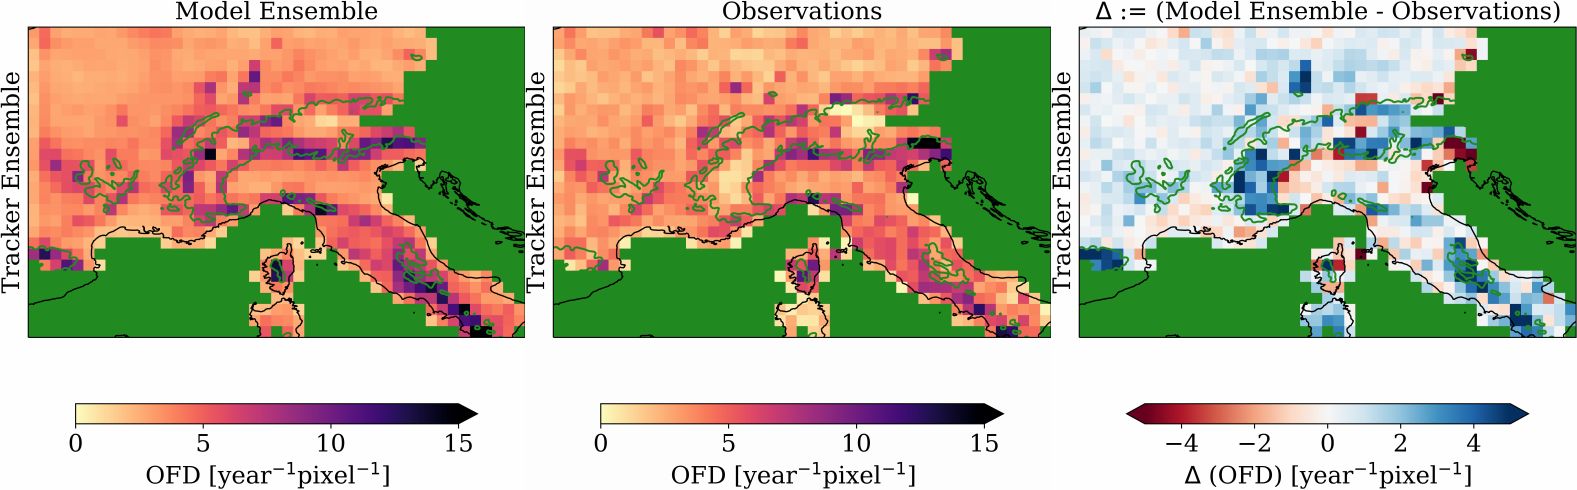 Model Ensemble
Observations
Δ := (Model Ensemble - Observations)
Tracker Ensemble
Tracker Ensemble
Tracker Ensemble
0 5 10 15
0 5 10 15
−4 −2 0 2 4
OFD [year⁻¹pixel⁻¹]
OFD [year⁻¹pixel⁻¹]
Δ (OFD) [year⁻¹pixel⁻¹]